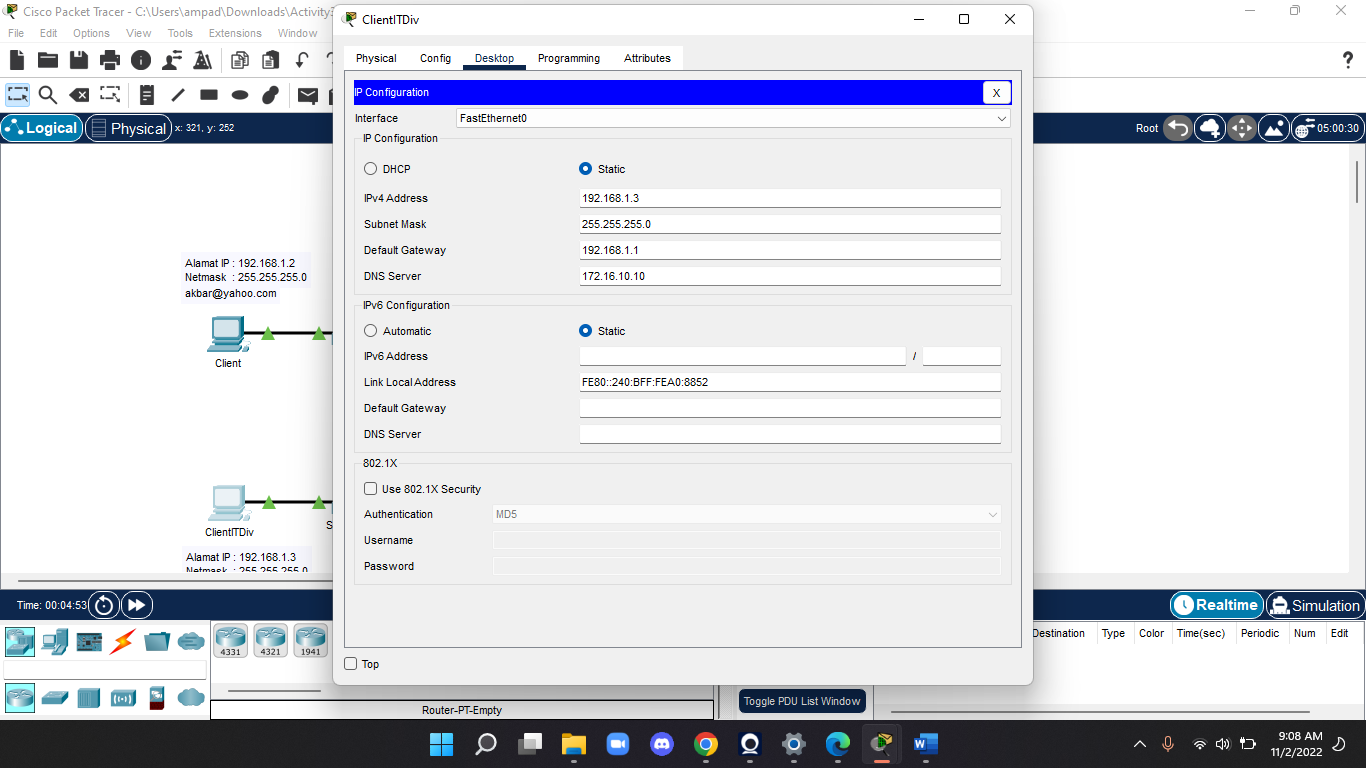 Cisco Packet Tracer - C:\Users\ampad\Downloads\Activity3
File Edit Options View Tools Extensions Window
Logical Physical x: 321, y: 252
Root 05:00:30
Alamat IP : 192.168.1.2
Netmask : 255.255.255.0
akbar@yahoo.com
Client
ClientITDiv
S
Alamat IP : 192.168.1.3
Netmask : 255.255.255.0
ClientITDiv
Physical Config Desktop Programming Attributes
IP Configuration X
Interface FastEthernet0
IP Configuration
DHCP Static
IPv4 Address 192.168.1.3
Subnet Mask 255.255.255.0
Default Gateway 192.168.1.1
DNS Server 172.16.10.10
IPv6 Configuration
Automatic Static
IPv6 Address /
Link Local Address FE80::240:BFF:FEA0:8852
Default Gateway
DNS Server
802.1X
Use 802.1X Security
Authentication MD5
Username
Password
Top
Time: 00:04:53
Realtime Simulation
4331 4321 1941
Router-PT-Empty
Toggle PDU List Window
Destination Type Color Time(sec) Periodic Num Edit
9:08 AM
11/2/2022